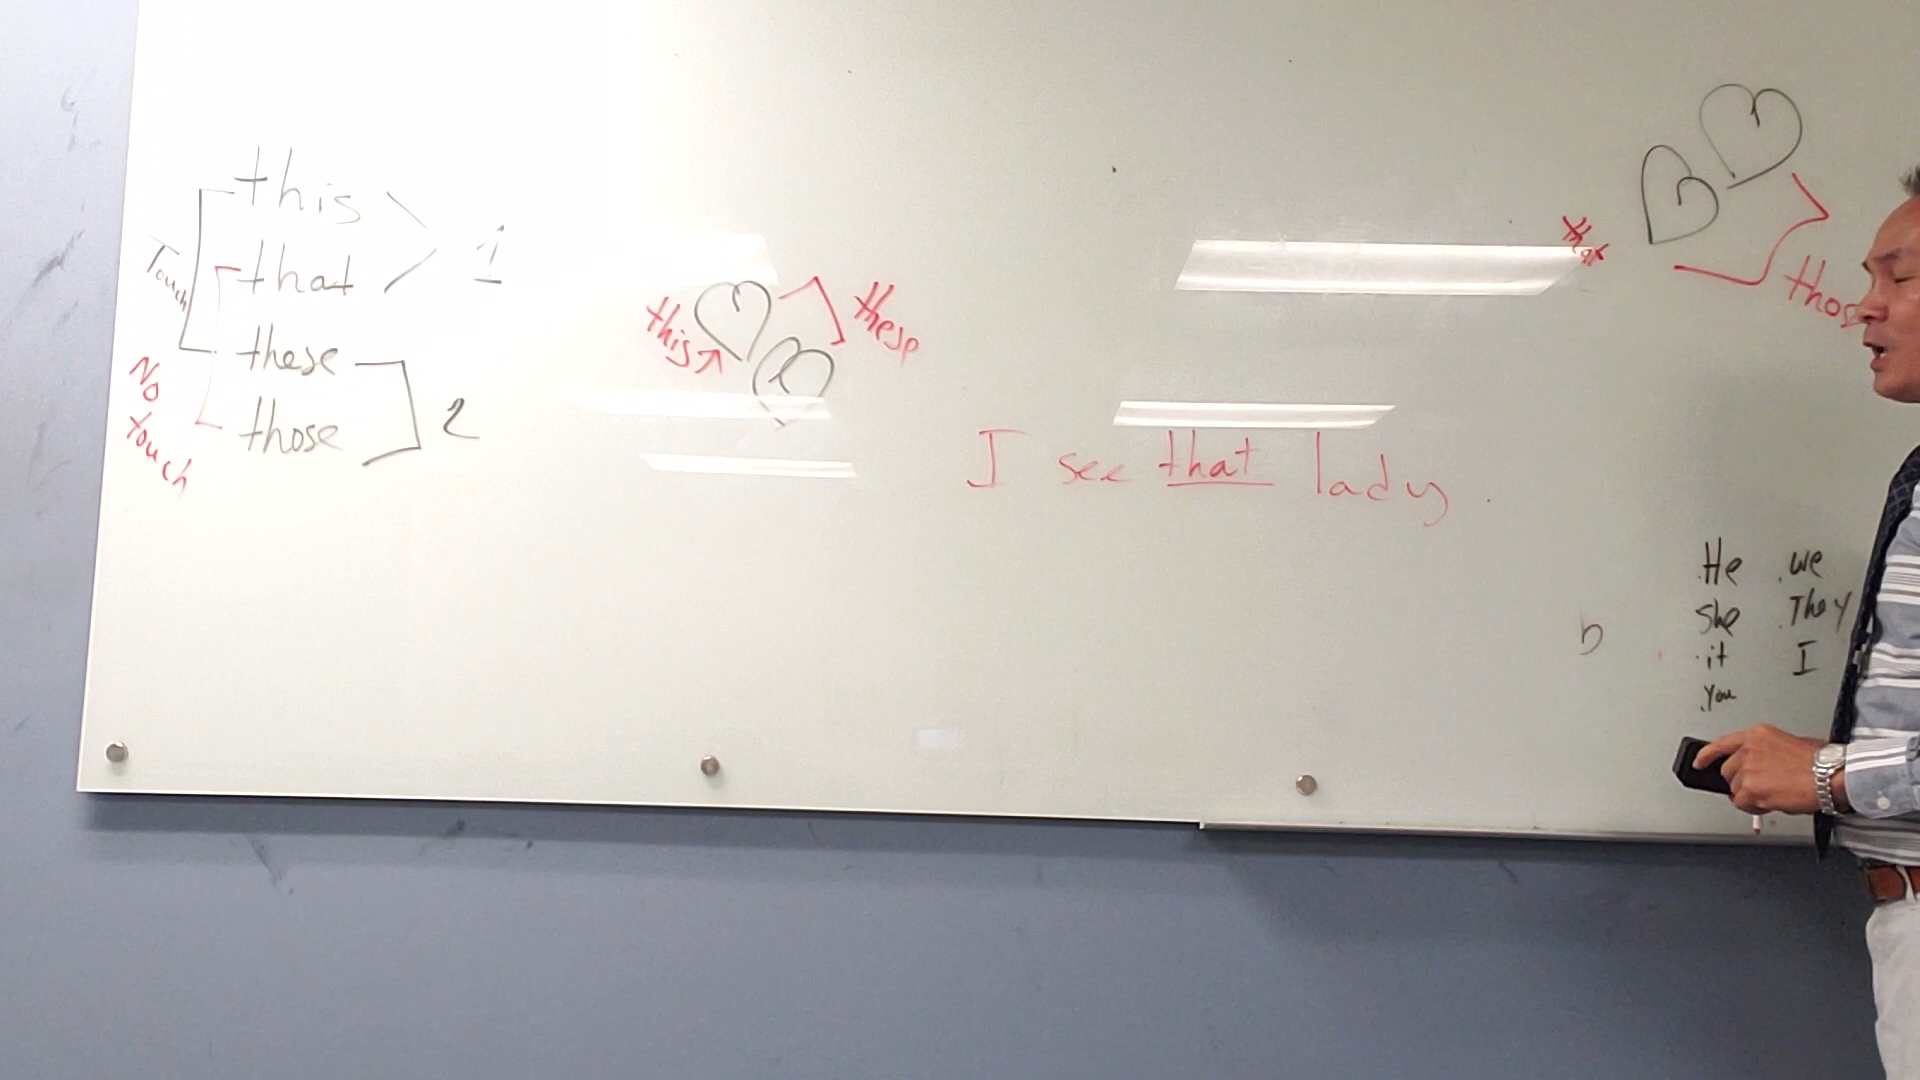 this
that
1
Touch
these
those
2
No
touch
this
these
that
thos
I see that lady.
He
she
it
you
we
They
I
b